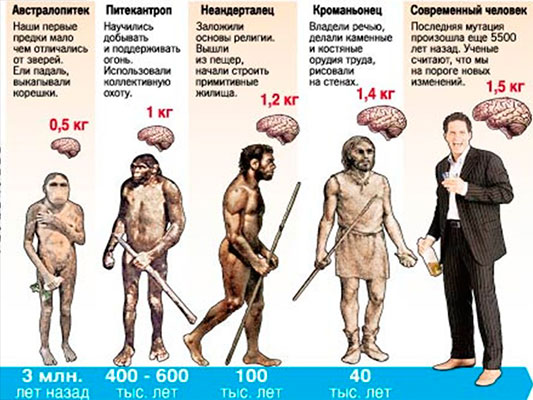 Австралопитек
Наши первые
предки мало
чем отличались
от зверей.
Ели падаль,
выкапывали
корешки.
0,5 кг
Питекантроп
Научились
добывать
и поддерживать
огонь.
Использовали
коллективную
охоту.
1 кг
Неандерталец
Заложили
основы религии.
Вышли
из пещер,
начали строить
примитивные
жилища.
1,2 кг
Кроманьонец
Владели речью,
делали каменные
и костяные
орудия труда,
рисовали
на стенах.
1,4 кг
Современный человек
Последняя мутация
произошла еще 5500
лет назад. Ученые
считают, что мы
на пороге новых
изменений.
1,5 кг
3 млн.
лет назад
400 - 600
тыс. лет
100
тыс. лет
40
тыс. лет